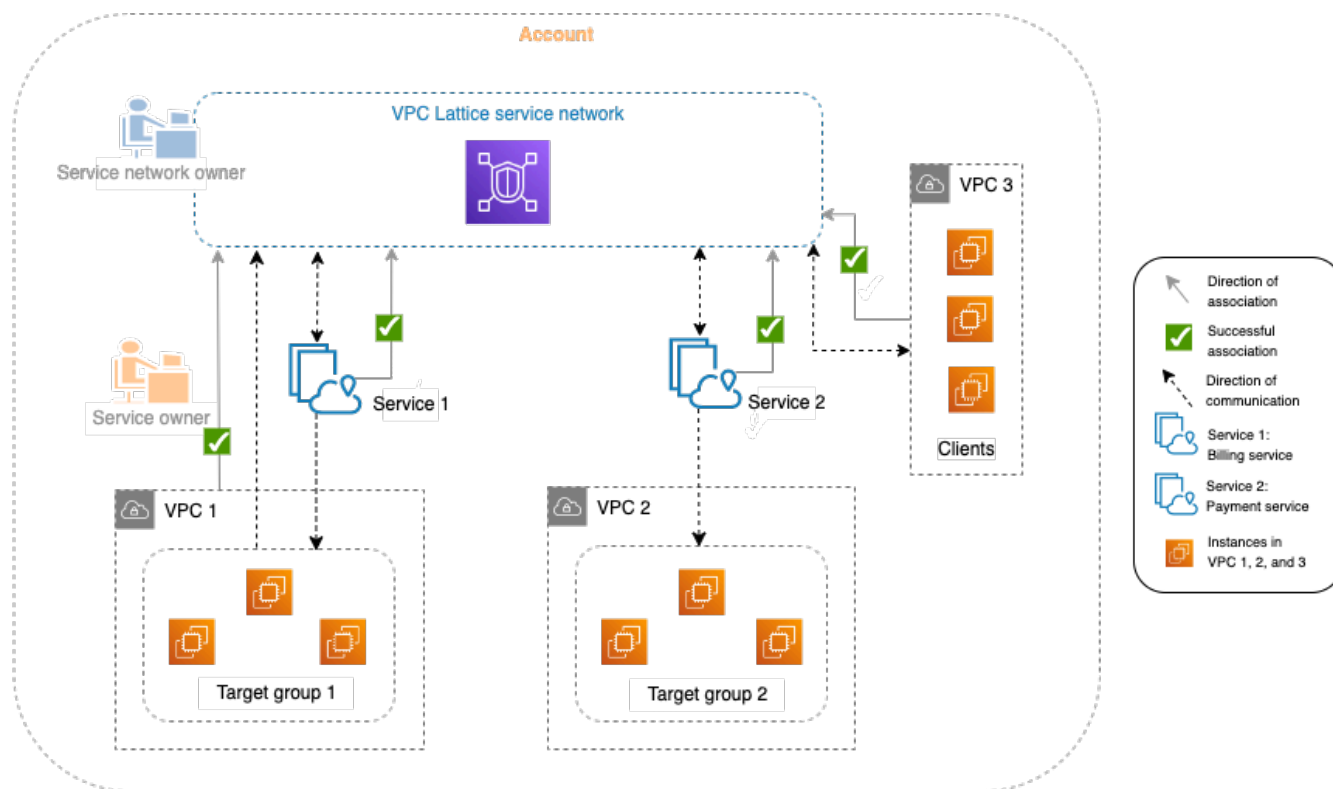 Account
VPC Lattice service network
Service network owner
VPC 3
Service owner
Service 1
Service 2
Clients
VPC 1
VPC 2
Target group 1
Target group 2
Direction of
association
Successful
association
Direction of
communication
Service 1:
Billing service
Service 2:
Payment service
Instances in
VPC 1, 2, and 3